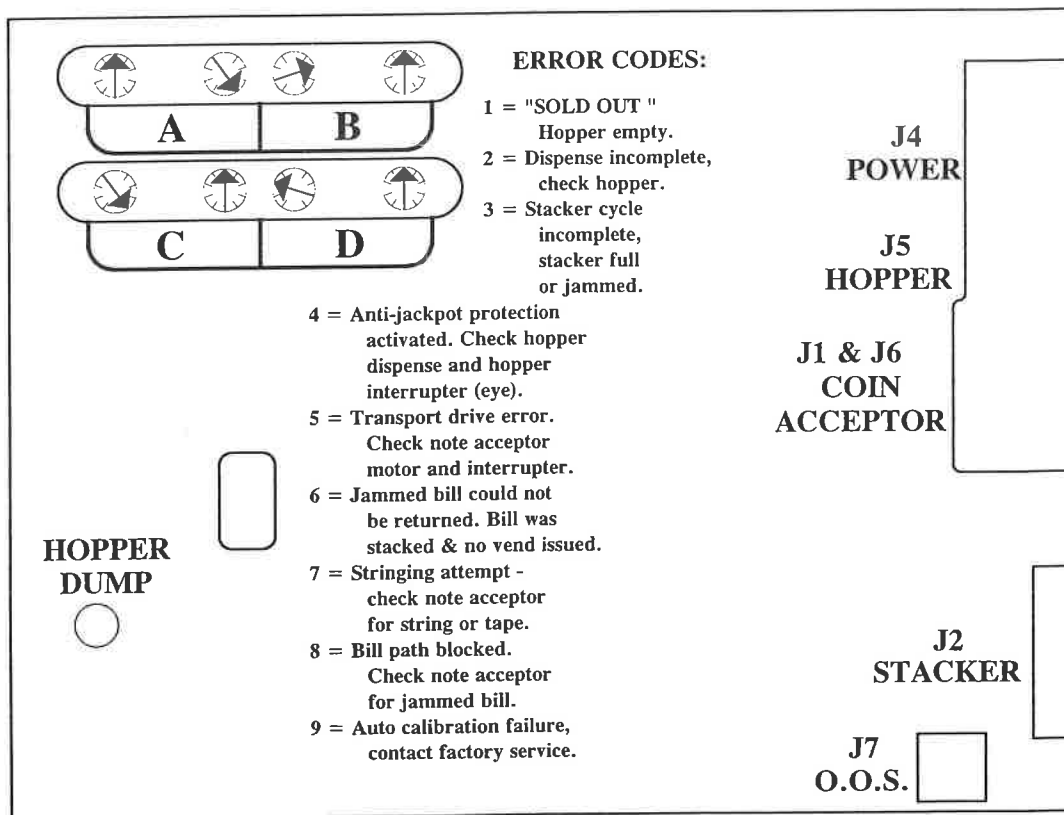 A B
C D
ERROR CODES:
1 = "SOLD OUT "
Hopper empty.
2 = Dispense incomplete,
check hopper.
3 = Stacker cycle
incomplete,
stacker full
or jammed.
4 = Anti-jackpot protection
activated. Check hopper
dispense and hopper
interrupter (eye).
5 = Transport drive error.
Check note acceptor
motor and interrupter.
6 = Jammed bill could not
be returned. Bill was
stacked & no vend issued.
7 = Stringing attempt -
check note acceptor
for string or tape.
8 = Bill path blocked.
Check note acceptor
for jammed bill.
9 = Auto calibration failure,
contact factory service.
HOPPER
DUMP
J4
POWER
J5
HOPPER
J1 & J6
COIN
ACCEPTOR
J2
STACKER
J7
O.O.S.